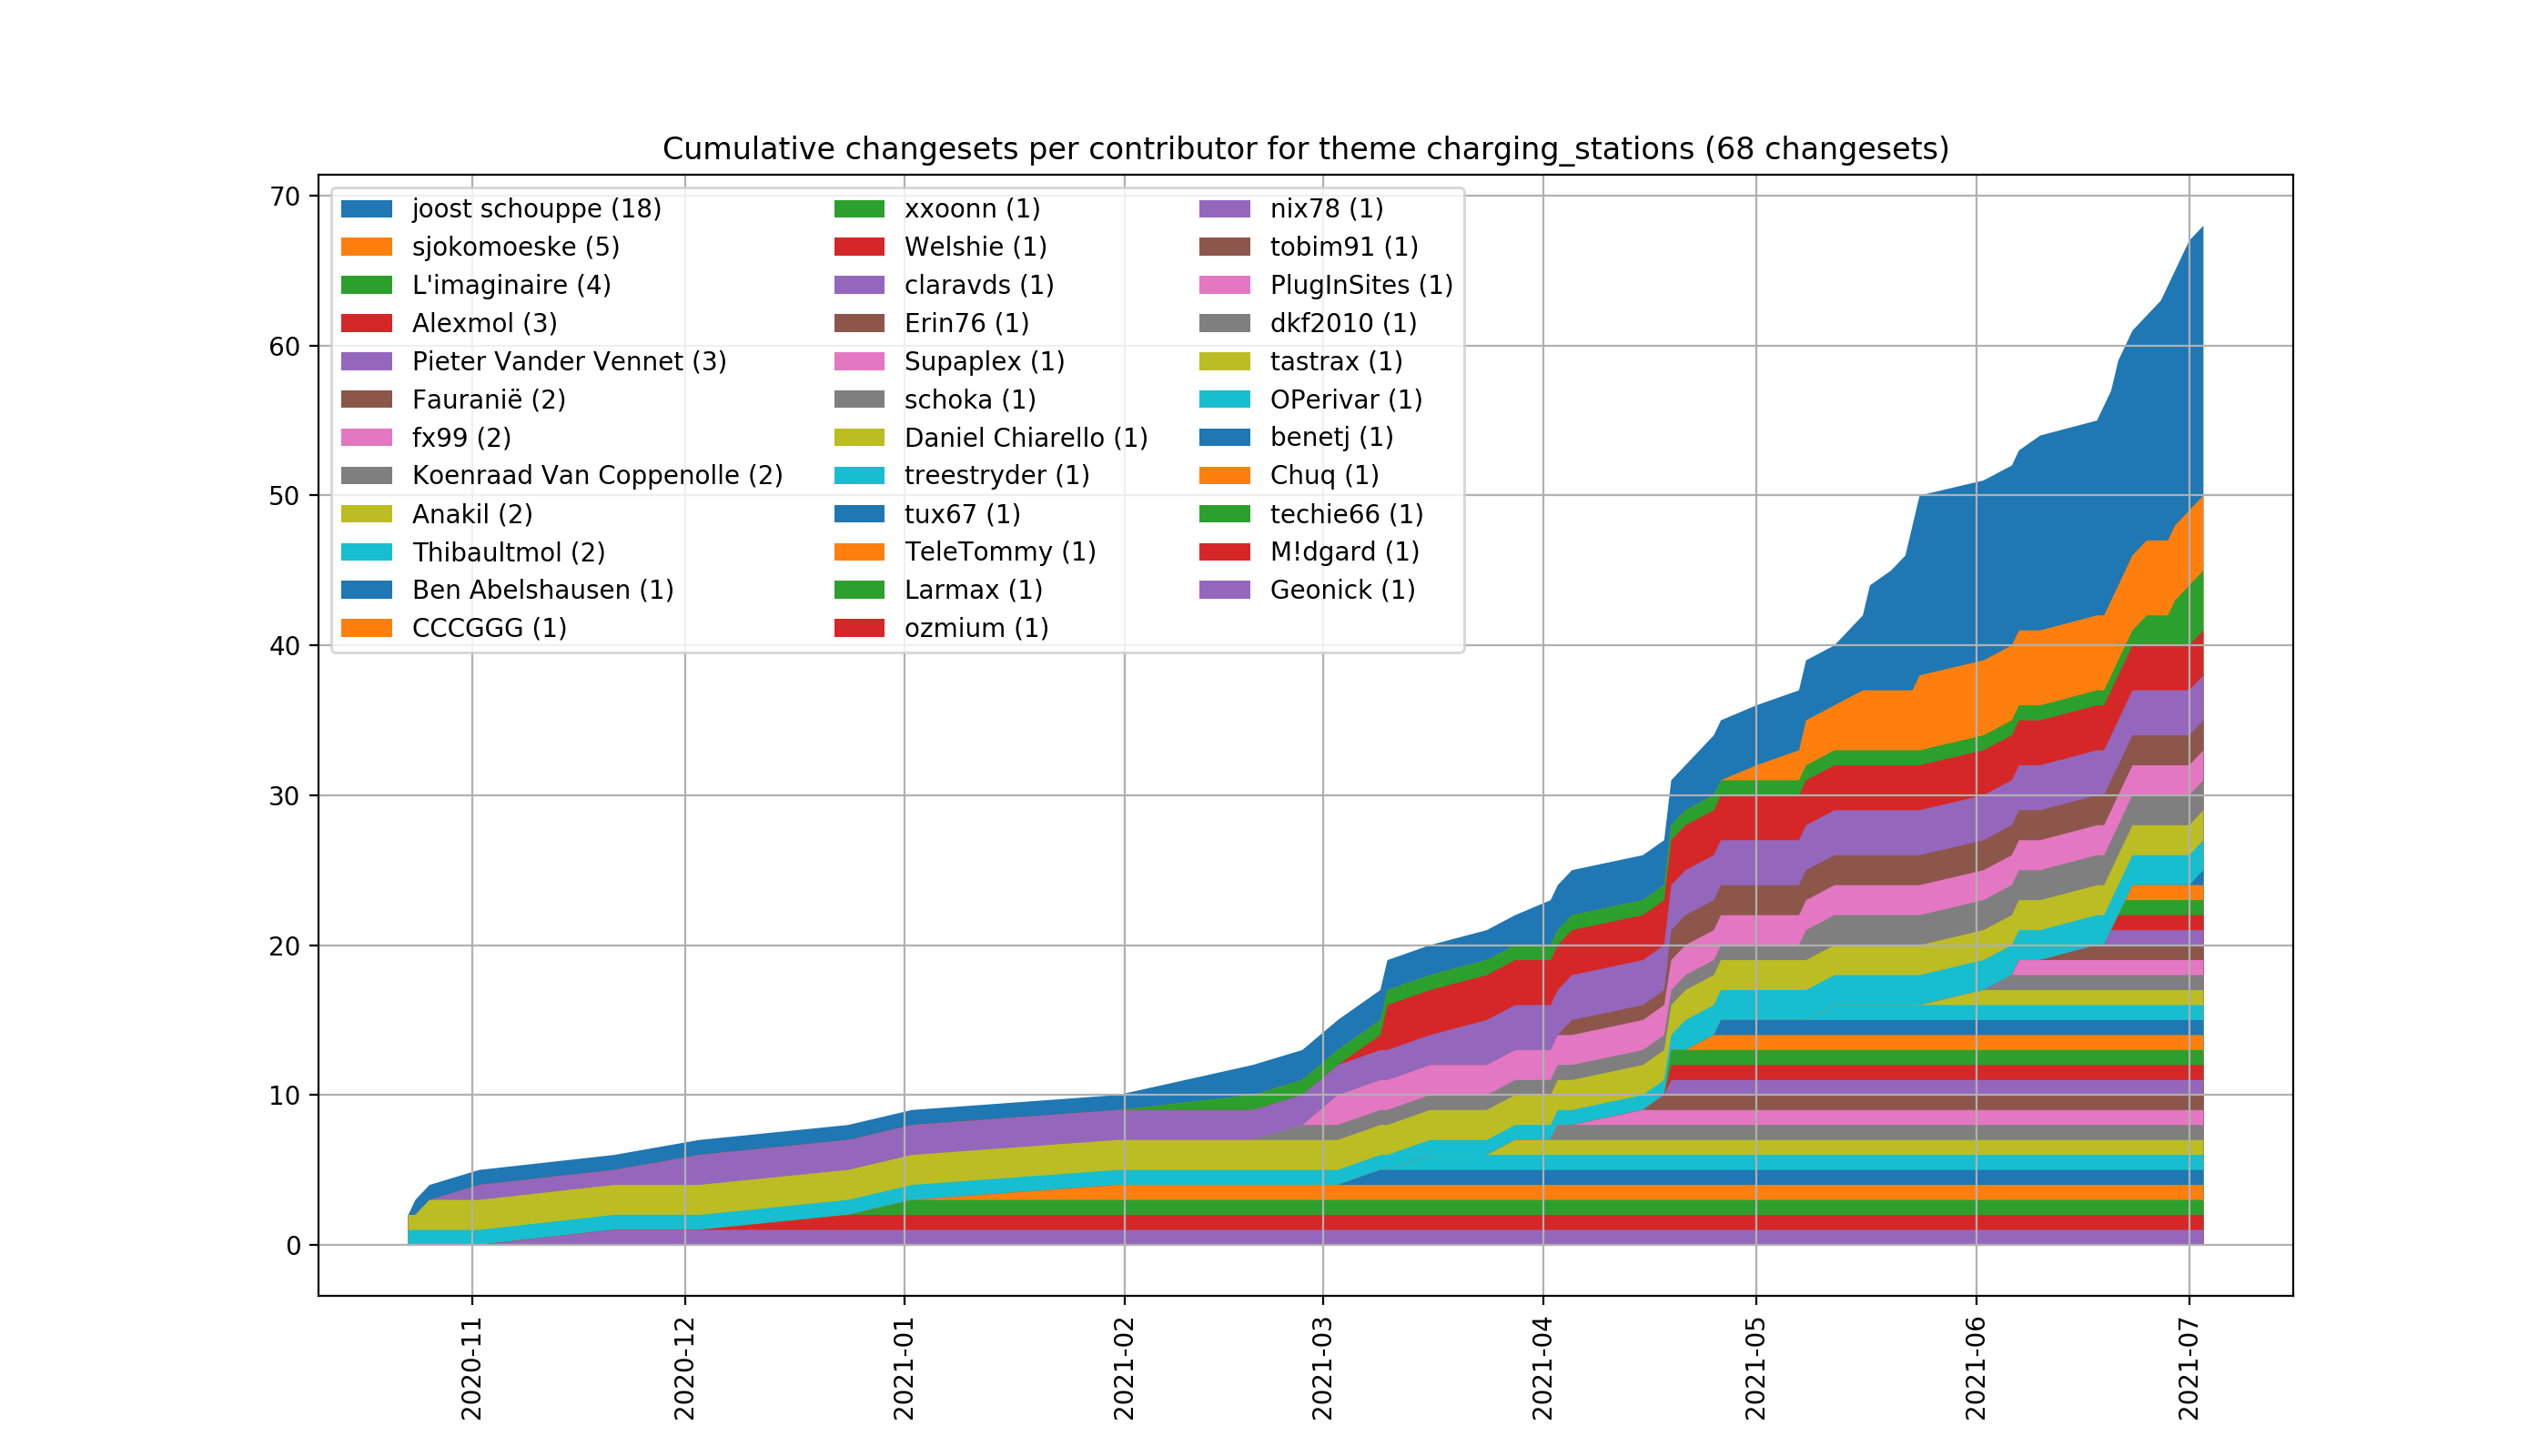 Cumulative changesets per contributor for theme charging_stations (68 changesets)
joost schouppe (18)
sjokomoeske (5)
L'imaginaire (4)
Alexmol (3)
Pieter Vander Vennet (3)
Fauranië (2)
fx99 (2)
Koenraad Van Coppenolle (2)
Anakil (2)
Thibaultmol (2)
Ben Abelshausen (1)
CCCGGG (1)
xxoonn (1)
Welshie (1)
claravds (1)
Erin76 (1)
Supaplex (1)
schoka (1)
Daniel Chiarello (1)
treestryder (1)
tux67 (1)
TeleTommy (1)
Larmax (1)
ozmium (1)
nix78 (1)
tobim91 (1)
PlugInSites (1)
dkf2010 (1)
tastrax (1)
OPerivar (1)
benetj (1)
Chuq (1)
techie66 (1)
M!dgard (1)
Geonick (1)
70
60
50
40
30
20
10
0
2020-11
2020-12
2021-01
2021-02
2021-03
2021-04
2021-05
2021-06
2021-07